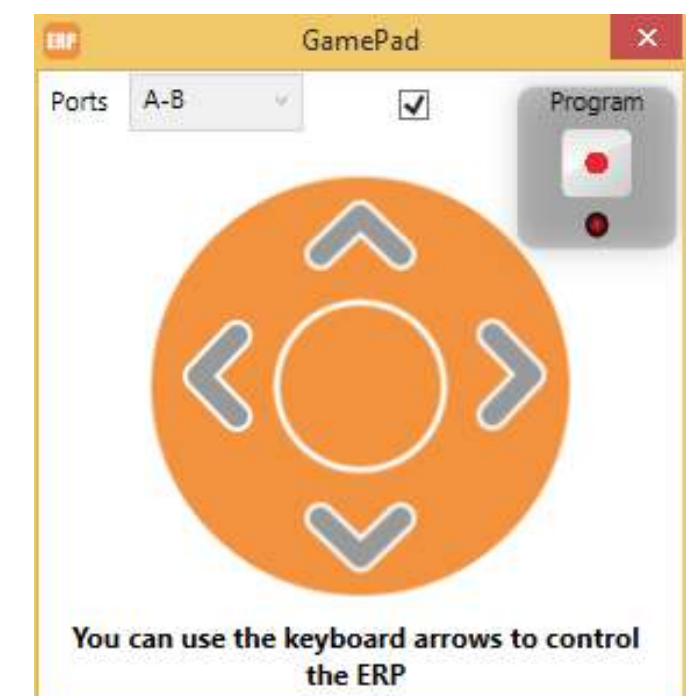 ERP
GamePad
Ports
A-B
Program
You can use the keyboard arrows to control
the ERP